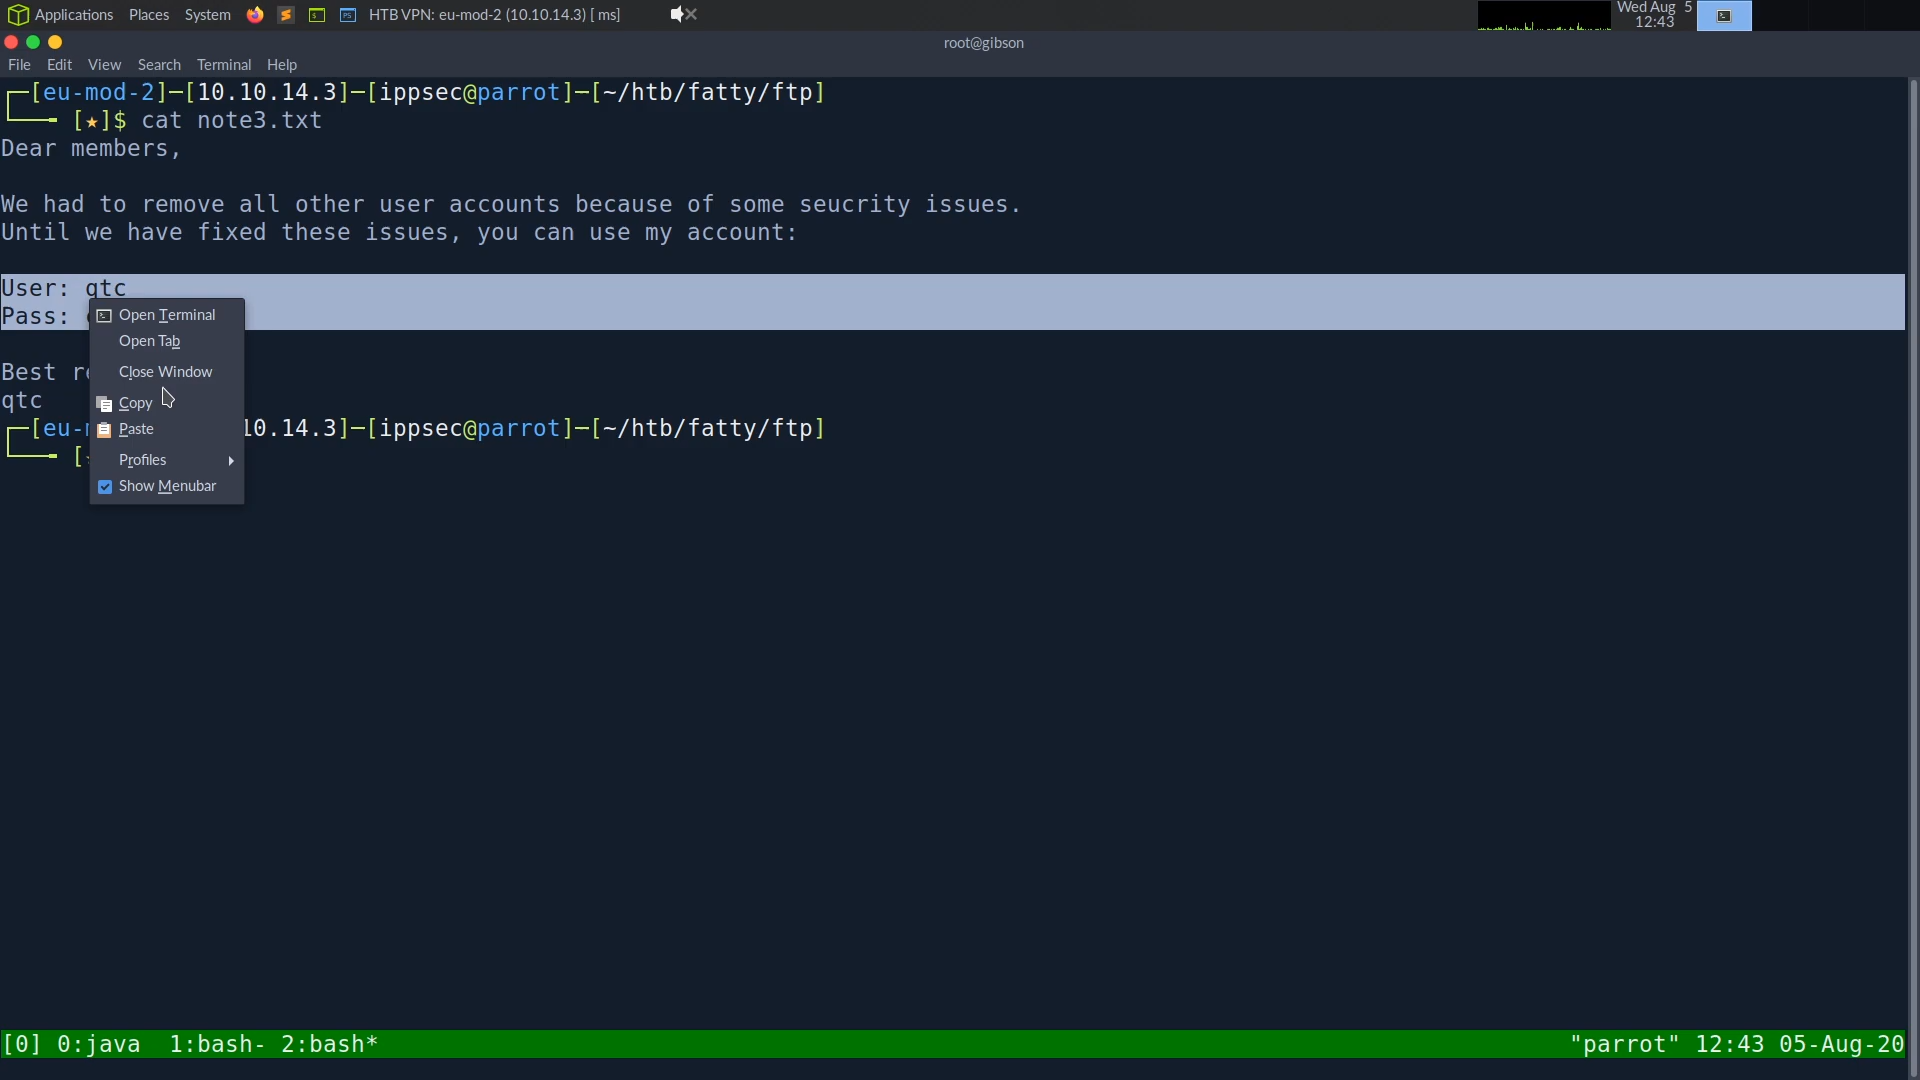 Applications Places System HTB VPN: eu-mod-2 (10.10.14.3) [ ms] Wed Aug 5 12:43
root@gibson
File Edit View Search Terminal Help
[eu-mod-2]─[10.10.14.3]─[ippsec@parrot]─[~/htb/fatty/ftp]
[★]$ cat note3.txt
Dear members,
We had to remove all other user accounts because of some seucrity issues.
Until we have fixed these issues, you can use my account:
User: qtc
Pass:
Open Terminal
Open Tab
Close Window
Copy
Paste
Profiles
Show Menubar
Best
qtc
[eu- 10.14.3]─[ippsec@parrot]─[~/htb/fatty/ftp]
[0] 0:java 1:bash- 2:bash* "parrot" 12:43 05-Aug-20